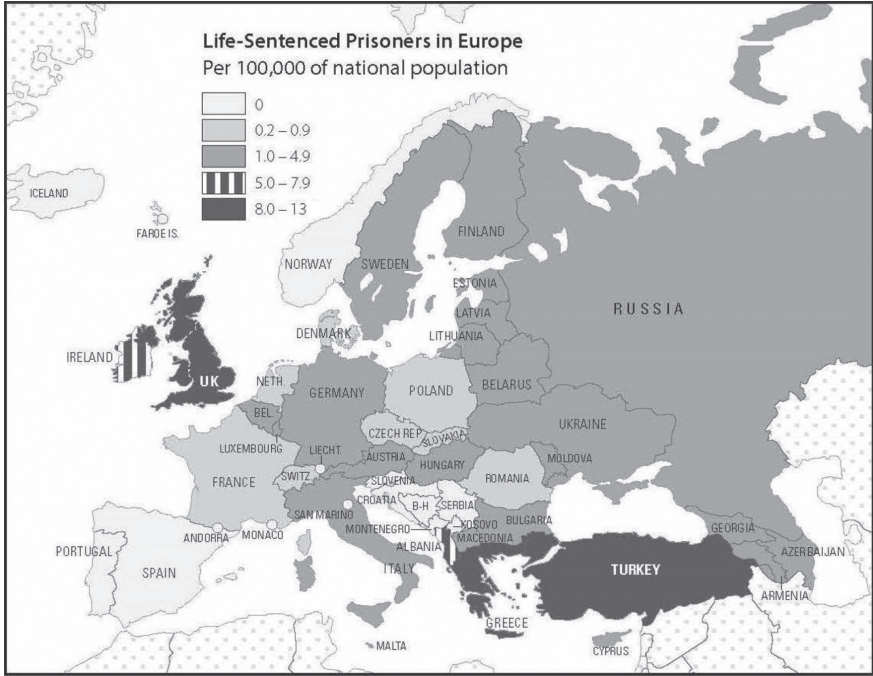 Life-Sentenced Prisoners in Europe
Per 100,000 of national population
0
0.2 – 0.9
1.0 – 4.9
5.0 – 7.9
8.0 – 13
ICELAND
FAROE IS.
FINLAND
NORWAY
SWEDEN
ESTONIA
RUSSIA
LATVIA
DENMARK
LITHUANIA
IRELAND
UK
NETH.
GERMANY
POLAND
BELARUS
BEL.
UKRAINE
CZECH REP.
SLOVAKIA
LUXEMBOURG
LIECHT.
AUSTRIA
MOLDOVA
HUNGARY
FRANCE
SWITZ.
SLOVENIA
ROMANIA
CROATIA
B-H
SERBIA
SAN MARINO
BULGARIA
MONTENEGRO
KOSOVO
GEORGIA
ANDORRA
MONACO
MACEDONIA
ALBANIA
PORTUGAL
AZERBAIJAN
SPAIN
ITALY
TURKEY
ARMENIA
GREECE
MALTA
CYPRUS